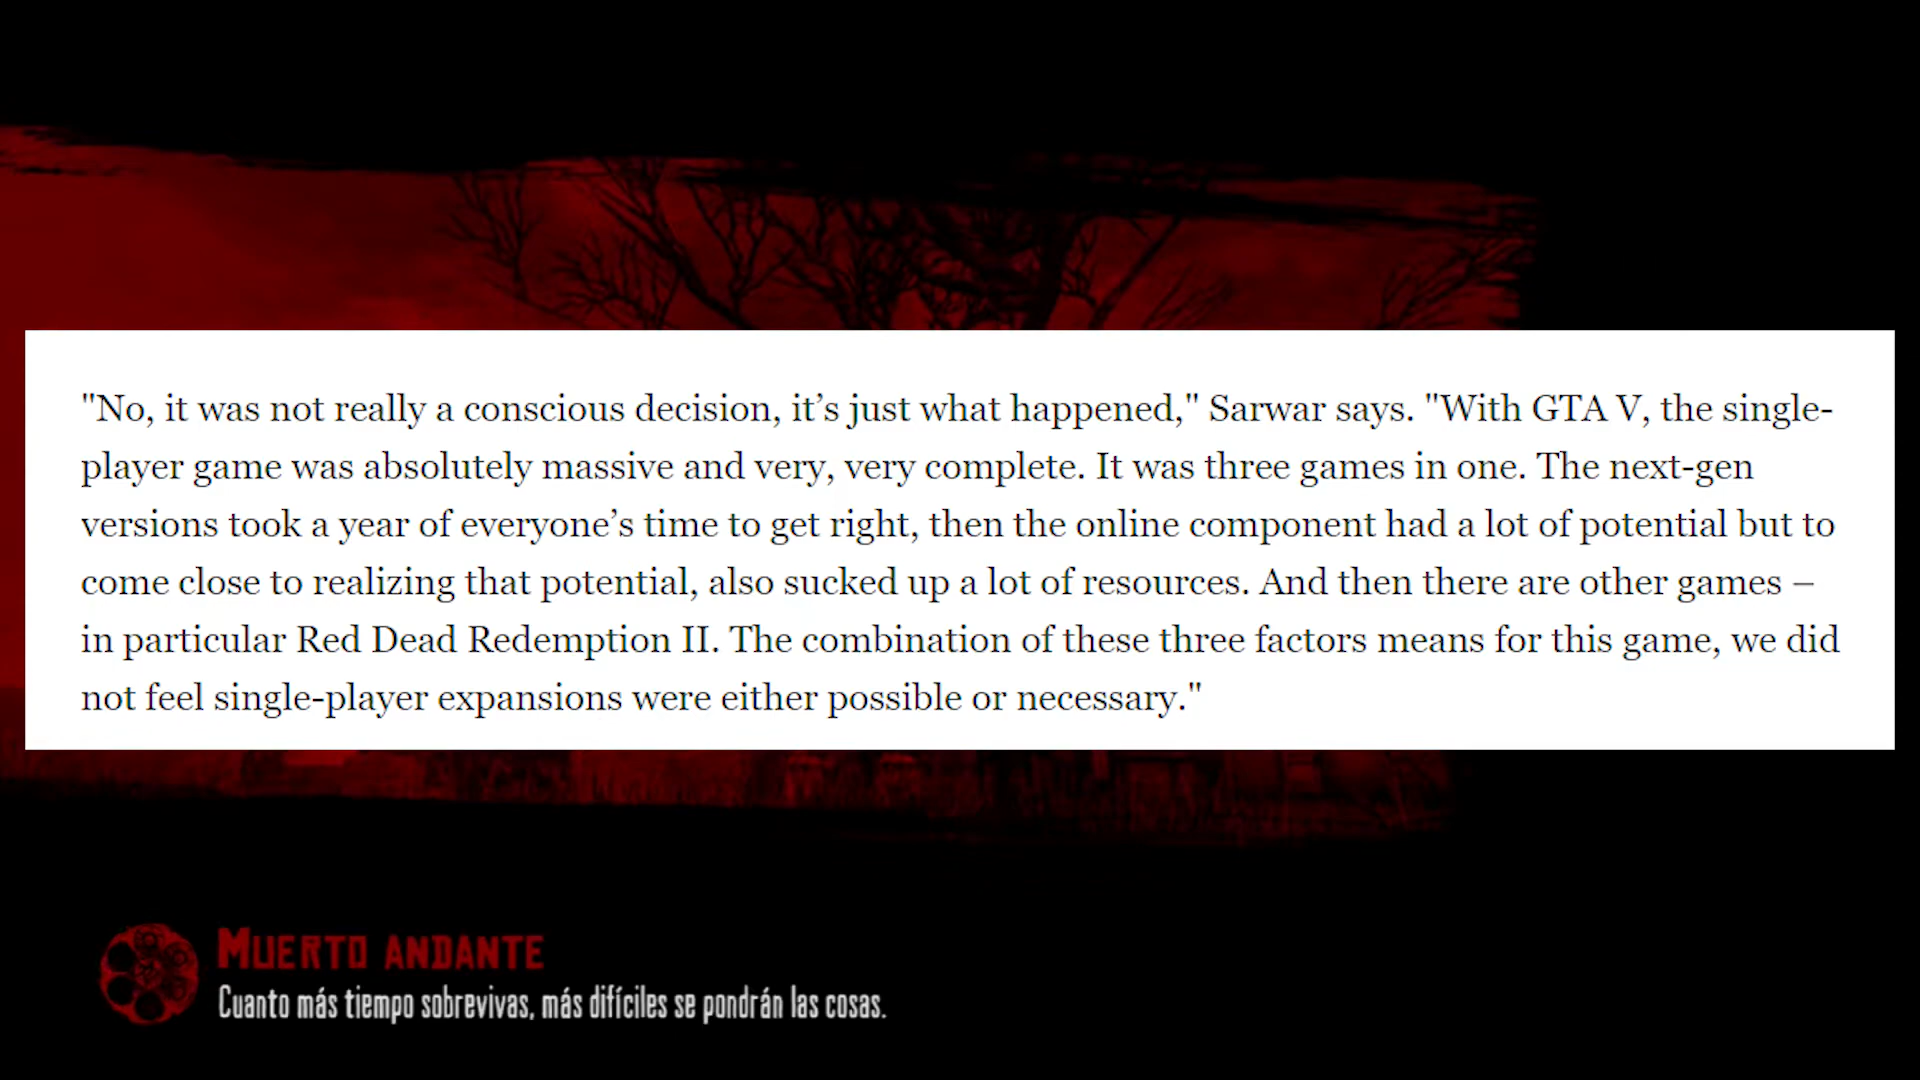 "No, it was not really a conscious decision, it’s just what happened," Sarwar says. "With GTA V, the single-
player game was absolutely massive and very, very complete. It was three games in one. The next-gen
versions took a year of everyone’s time to get right, then the online component had a lot of potential but to
come close to realizing that potential, also sucked up a lot of resources. And then there are other games –
in particular Red Dead Redemption II. The combination of these three factors means for this game, we did
not feel single-player expansions were either possible or necessary."
MUERTO ANDANTE
Cuanto más tiempo sobrevivas, más difíciles se pondrán las cosas.